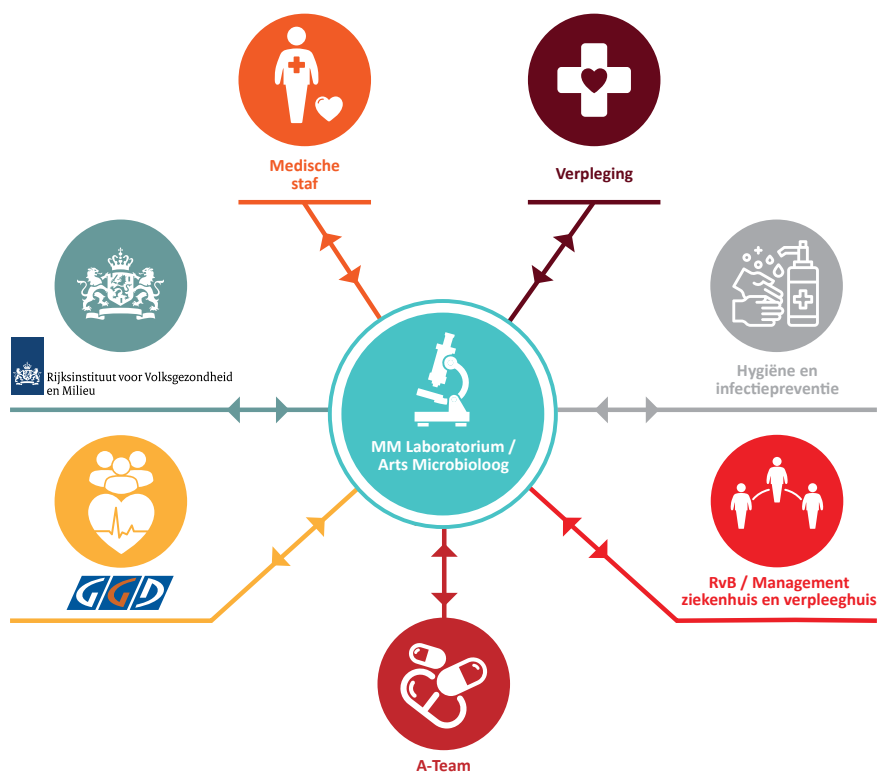 Medische
staf
Verpleging
Rijksinstituut voor Volksgezondheid
en Milieu
Hygiëne en
infectiepreventie
MM Laboratorium /
Arts Microbioloog
GGD
RvB / Management
ziekenhuis en verpleeghuis
A-Team